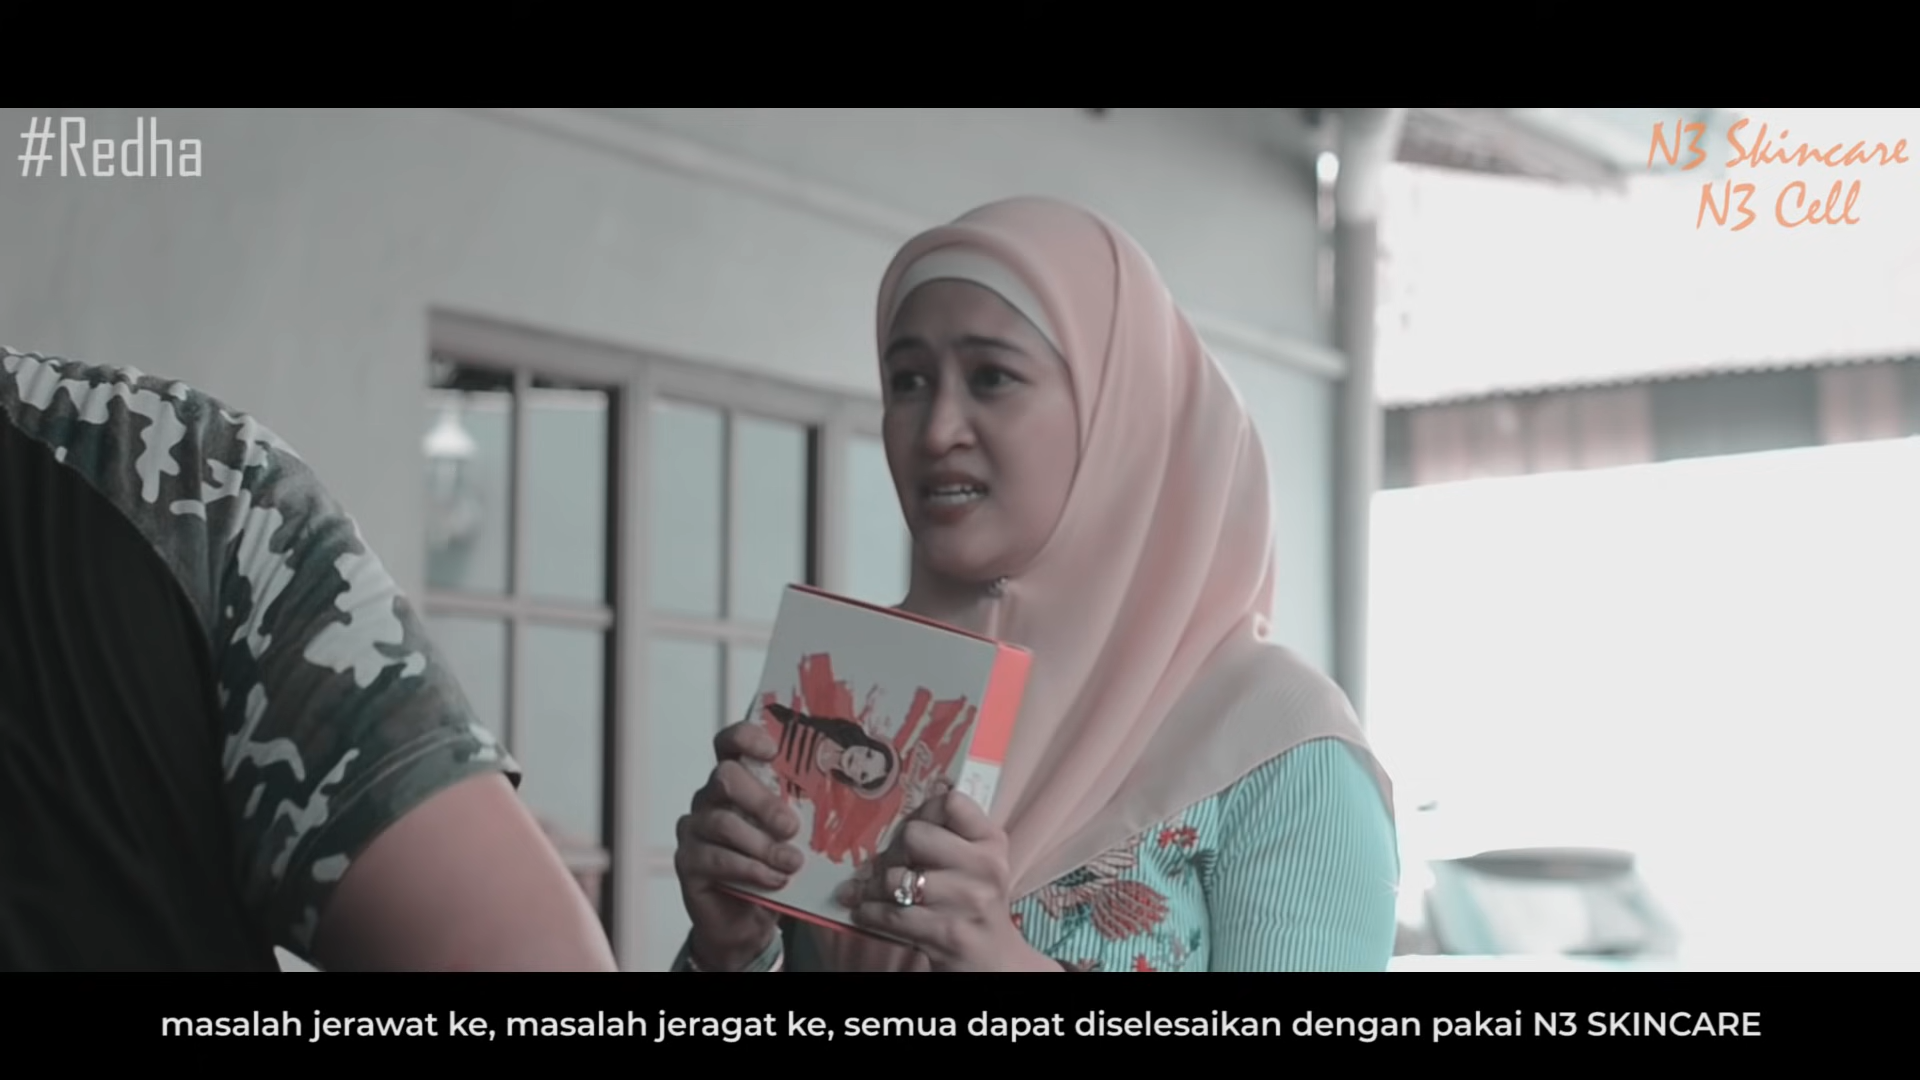 #Redha
N3 Skincare
N3 Cell
masalah jerawat ke, masalah jeragat ke, semua dapat diselesaikan dengan pakai N3 SKINCARE